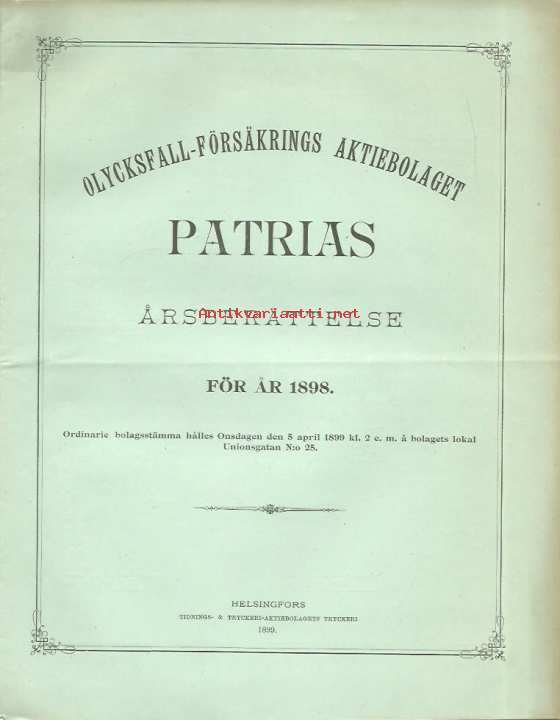 OLYCKSFALL-FÖRSÄKRINGS AKTIEBOLAGET
PATRIAS
Antikvariaatti.net
ÅRSBERÄTTELSE
FÖR ÅR 1898.
Ordinarie bolagsstämma hålles Onsdagen den 5 april 1899 kl. 2 e. m. å bolagets lokal
Unionsgatan N:o 25.
HELSINGFORS
TIDNINGS- & TRYCKERI-AKTIEBOLAGETS TRYCKERI
1899.